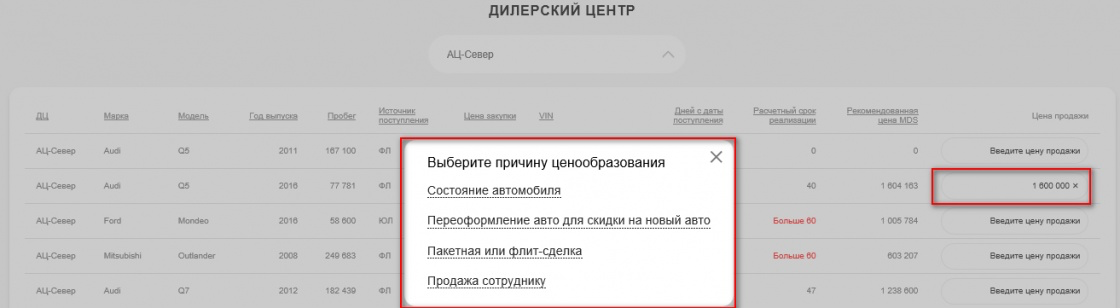 ДИЛЕРСКИЙ ЦЕНТР
АЦ-Север
ДЦ Марка Модель Год выпуска Пробег Источник поступления Цена закупки VIN Дней с даты поступления Расчетный срок реализации Рекомендованная цена MDS Цена продажи
АЦ-Север Audi Q5 2011 167 100 ФЛ 0 0 Введите цену продажи
АЦ-Север Audi Q5 2016 77 781 ФЛ 40 1 604 163 1 600 000 ×
АЦ-Север Ford Mondeo 2016 58 600 ЮЛ Больше 60 1 005 784 Введите цену продажи
АЦ-Север Mitsubishi Outlander 2008 249 683 ФЛ Больше 60 603 207 Введите цену продажи
АЦ-Север Audi Q7 2012 182 439 ФЛ 47 1 238 600 Введите цену продажи
Выберите причину ценообразования
Состояние автомобиля
Переоформление авто для скидки на новый авто
Пакетная или флит-сделка
Продажа сотруднику